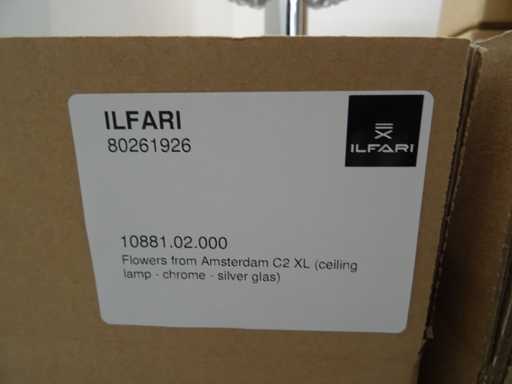 ILFARI
80261926
ILFARI
10881.02.000
Flowers from Amsterdam C2 XL (ceiling
lamp - chrome - silver glas)